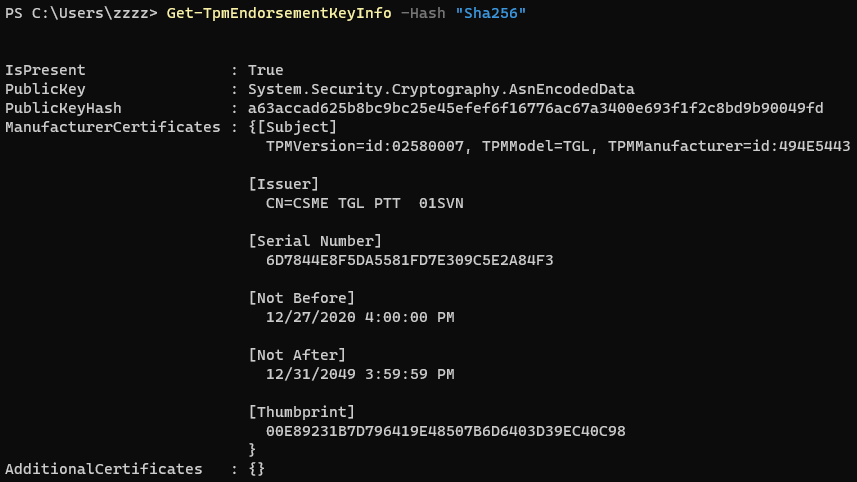 PS C:\Users\zzzz> Get-TpmEndorsementKeyInfo -Hash "Sha256"
IsPresent : True
PublicKey : System.Security.Cryptography.AsnEncodedData
PublicKeyHash : a63accad625b8bc9bc25e45efef6f16776ac67a3400e693f1f2c8bd9b90049fd
ManufacturerCertificates : {[Subject]
TPMVersion=id:02580007, TPMModel=TGL, TPMManufacturer=id:494E5443
[Issuer]
CN=CSME TGL PTT  01SVN
[Serial Number]
6D7844E8F5DA5581FD7E309C5E2A84F3
[Not Before]
12/27/2020 4:00:00 PM
[Not After]
12/31/2049 3:59:59 PM
[Thumbprint]
00E89231B7D796419E48507B6D6403D39EC40C98
}
AdditionalCertificates : {}